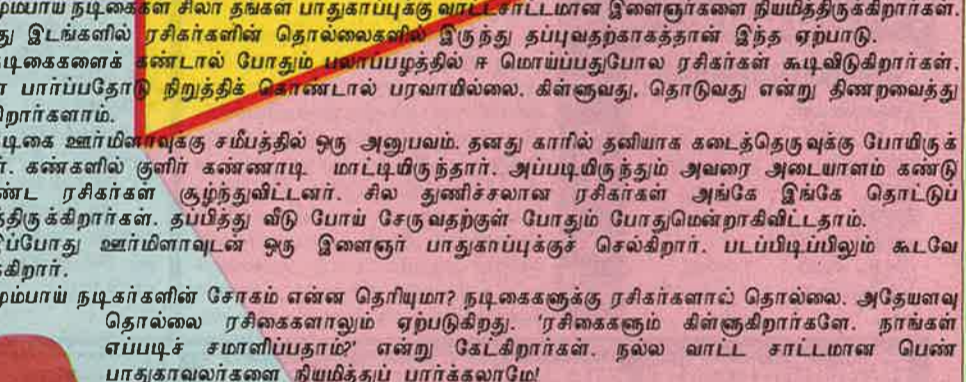 மும்பாய் நடிகைகள் சிலர் தங்கள் பாதுகாப்புக்கு வாட்டசாட்டமான இளைஞர்களை நியமித்திருக்கிறார்கள்.
து இடங்களில் ரசிகர்களின் தொல்லைகளில் இருந்து தப்புவதற்காகத்தான் இந்த ஏற்பாடு.
டிகைகளைக் கண்டால் போதும் பலாப்பழத்தில் ஈ மொய்ப்பதுபோல ரசிகர்கள் கூடிவிடுகிறார்கள்.
பார்ப்பதோடு நிறுத்திக் கொண்டால் பரவாயில்லை. கிள்ளுவது, தொடுவது என்று திணறவைத்து
கிறார்களாம்.
டிகை ஊர்மிளாவுக்கு சமீபத்தில் ஒரு அனுபவம். தனது காரில் தனியாக கடைத்தெருவுக்கு போயிருக்
ர். கண்களில் குளிர் கண்ணாடி மாட்டியிருந்தார். அப்படியிருந்தும் அவரை அடையாளம் கண்டு
ண்ட ரசிகர்கள் சூழ்ந்துவிட்டனர். சில துணிச்சலான ரசிகர்கள் அங்கே இங்கே தொட்டுப்
த்திருக்கிறார்கள். தப்பித்து வீடு போய் சேருவதற்குள் போதும் போதுமென்றாகிவிட்டதாம்.
ப்போது ஊர்மிளாவுடன் ஒரு இளைஞர் பாதுகாப்புக்குச் செல்கிறார். படப்பிடிப்பிலும் கூடவே
க்கிறார்.
மும்பாய் நடிகர்களின் சோகம் என்ன தெரியுமா? நடிகைகளுக்கு ரசிகர்களால் தொல்லை. அதேயளவு
தொல்லை ரசிகைகளாலும் ஏற்படுகிறது. 'ரசிகைகளும் கிள்ளுகிறார்களே. நாங்கள்
எப்படிச் சமாளிப்பதாம்?' என்று கேட்கிறார்கள். நல்ல வாட்ட சாட்டமான பெண்
பாதுகாவலர்களை நியமித்துப் பார்க்கலாமே!